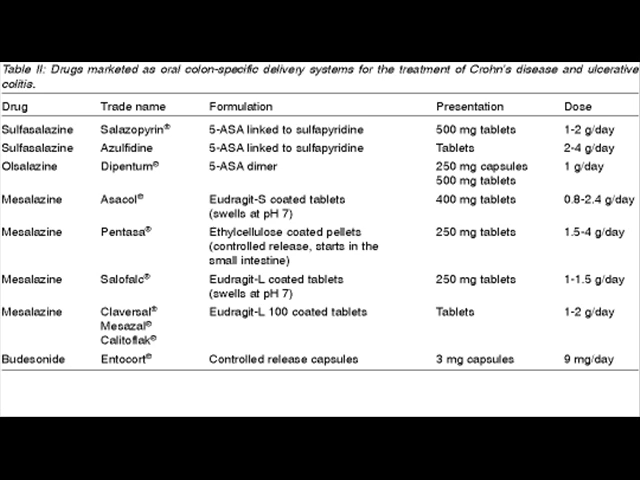 Table II: Drugs marketed as oral colon-specific delivery systems for the treatment of Crohn's disease and ulcerative
colitis.
Drug Trade name Formulation Presentation Dose
Sulfasalazine Salazopyrin® 5-ASA linked to sulfapyridine 500 mg tablets 1-2 g/day
Sulfasalazine Azulfidine 5-ASA linked to sulfapyridine Tablets 2-4 g/day
Olsalazine Dipentum® 5-ASA dimer 250 mg capsules 1 g/day
500 mg tablets
Mesalazine Asacol® Eudragit-S coated tablets 400 mg tablets 0.8-2.4 g/day
(swells at pH 7)
Mesalazine Pentasa® Ethylcellulose coated pellets 250 mg tablets 1.5-4 g/day
(controlled release, starts in the
small intestine)
Mesalazine Salofalc® Eudragit-L coated tablets 250 mg tablets 1-1.5 g/day
(swells at pH 7)
Mesalazine Claversal® Eudragit-L 100 coated tablets Tablets 1-2 g/day
Mesazal®
Calitoflak®
Budesonide Entocort® Controlled release capsules 3 mg capsules 9 mg/day